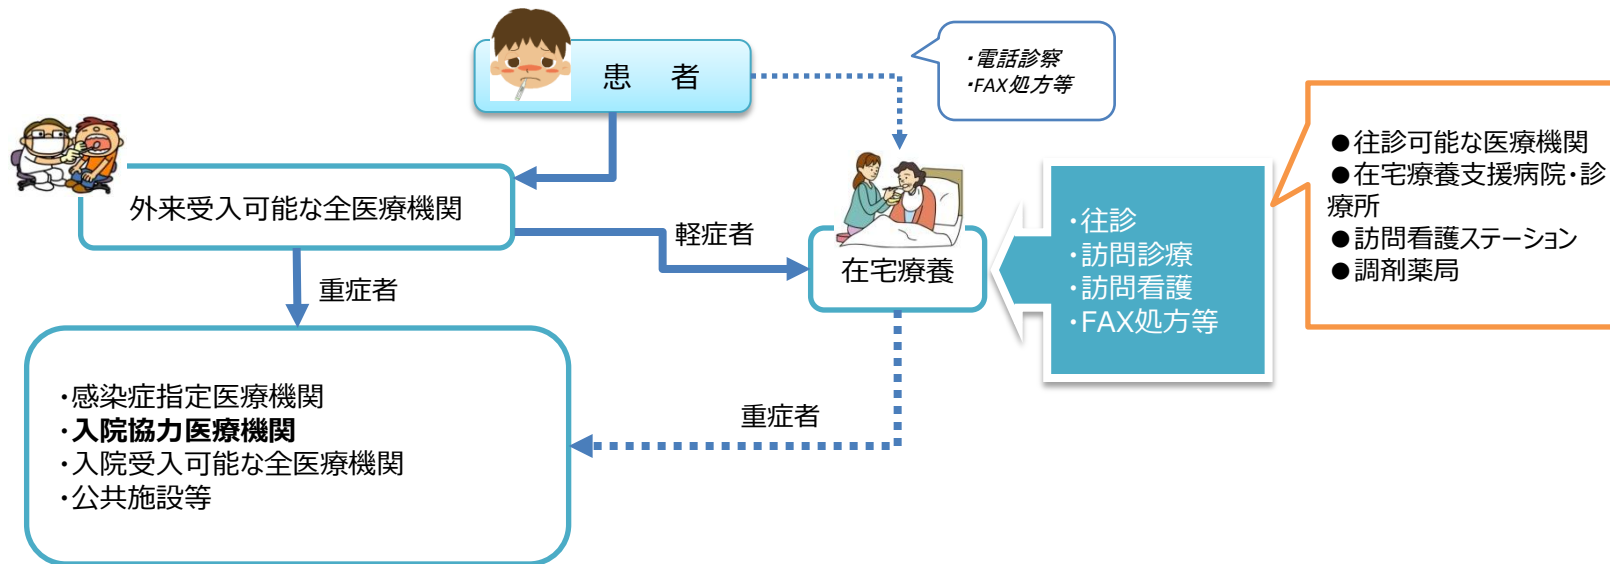 患 者
・電話診察
・FAX処方等
外来受入可能な全医療機関
軽症者
重症者
在宅療養
・往診
・訪問診療
・訪問看護
・FAX処方等
●往診可能な医療機関
●在宅療養支援病院・診
療所
●訪問看護ステーション
●調剤薬局
・感染症指定医療機関
・入院協力医療機関
・入院受入可能な全医療機関
・公共施設等
重症者